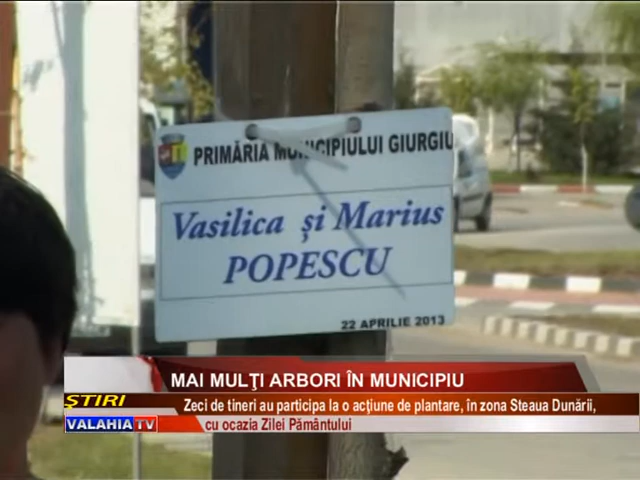 PRIMĂRIA MUNICIPIULUI GIURGIU
Vasilica și Marius
POPESCU
22 APRILIE 2013
MAI MULŢI ARBORI ÎN MUNICIPIU
ŞTIRI
Zeci de tineri au participa la o acţiune de plantare, în zona Steaua Dunării,
VALAHIA TV
cu ocazia Zilei Pământului